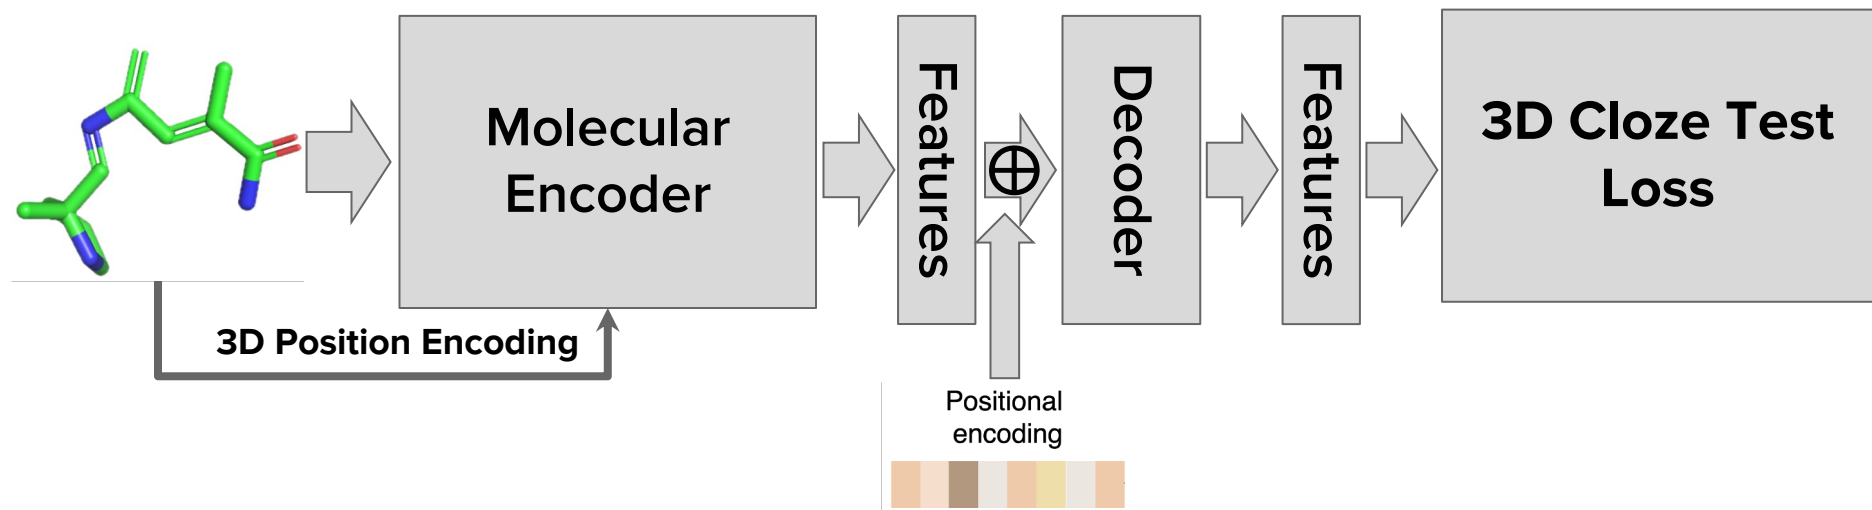 Molecular
Encoder
Features
Decoder
Features
3D Cloze Test
Loss
3D Position Encoding
Positional
encoding